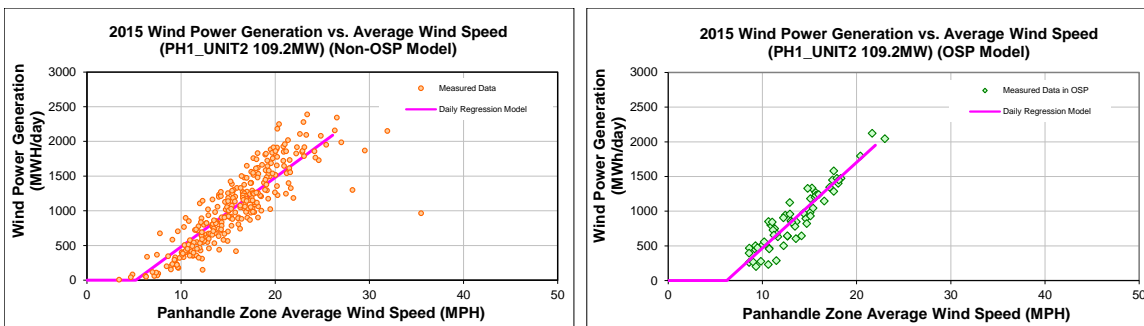 2015 Wind Power Generation vs. Average Wind Speed
(PH1_UNIT2 109.2MW) (Non-OSP Model)
Wind Power Generation
(MWH/day)
3000
2500
2000
1500
1000
500
0
Measured Data
Daily Regression Model
0 10 20 30 40 50
Panhandle Zone Average Wind Speed (MPH)
2015 Wind Power Generation vs. Average Wind Speed
(PH1_UNIT2 109.2MW) (OSP Model)
Wind Power Generation
(MWh/day)
3000
2500
2000
1500
1000
500
0
Measured Data in OSP
Daily Regression Model
0 10 20 30 40 50
Panhandle Zone Average Wind Speed (MPH)